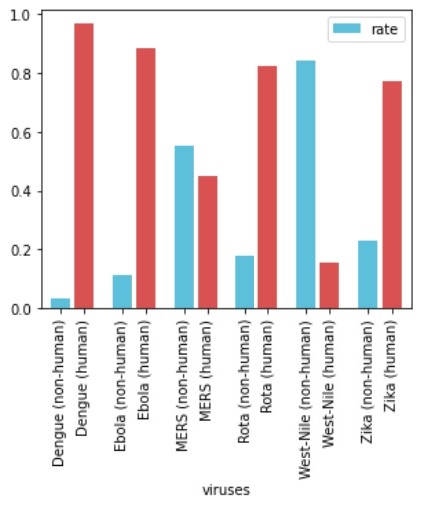 1.0
0.8
0.6
0.4
0.2
0.0
rate
Dengue (non-human)
Dengue (human)
Ebola (non-human)
Ebola (human)
MERS (non-human)
MERS (human)
Rota (non-human)
Rota (human)
West-Nile (non-human)
West-Nile (human)
Zika (non-human)
Zika (human)
viruses